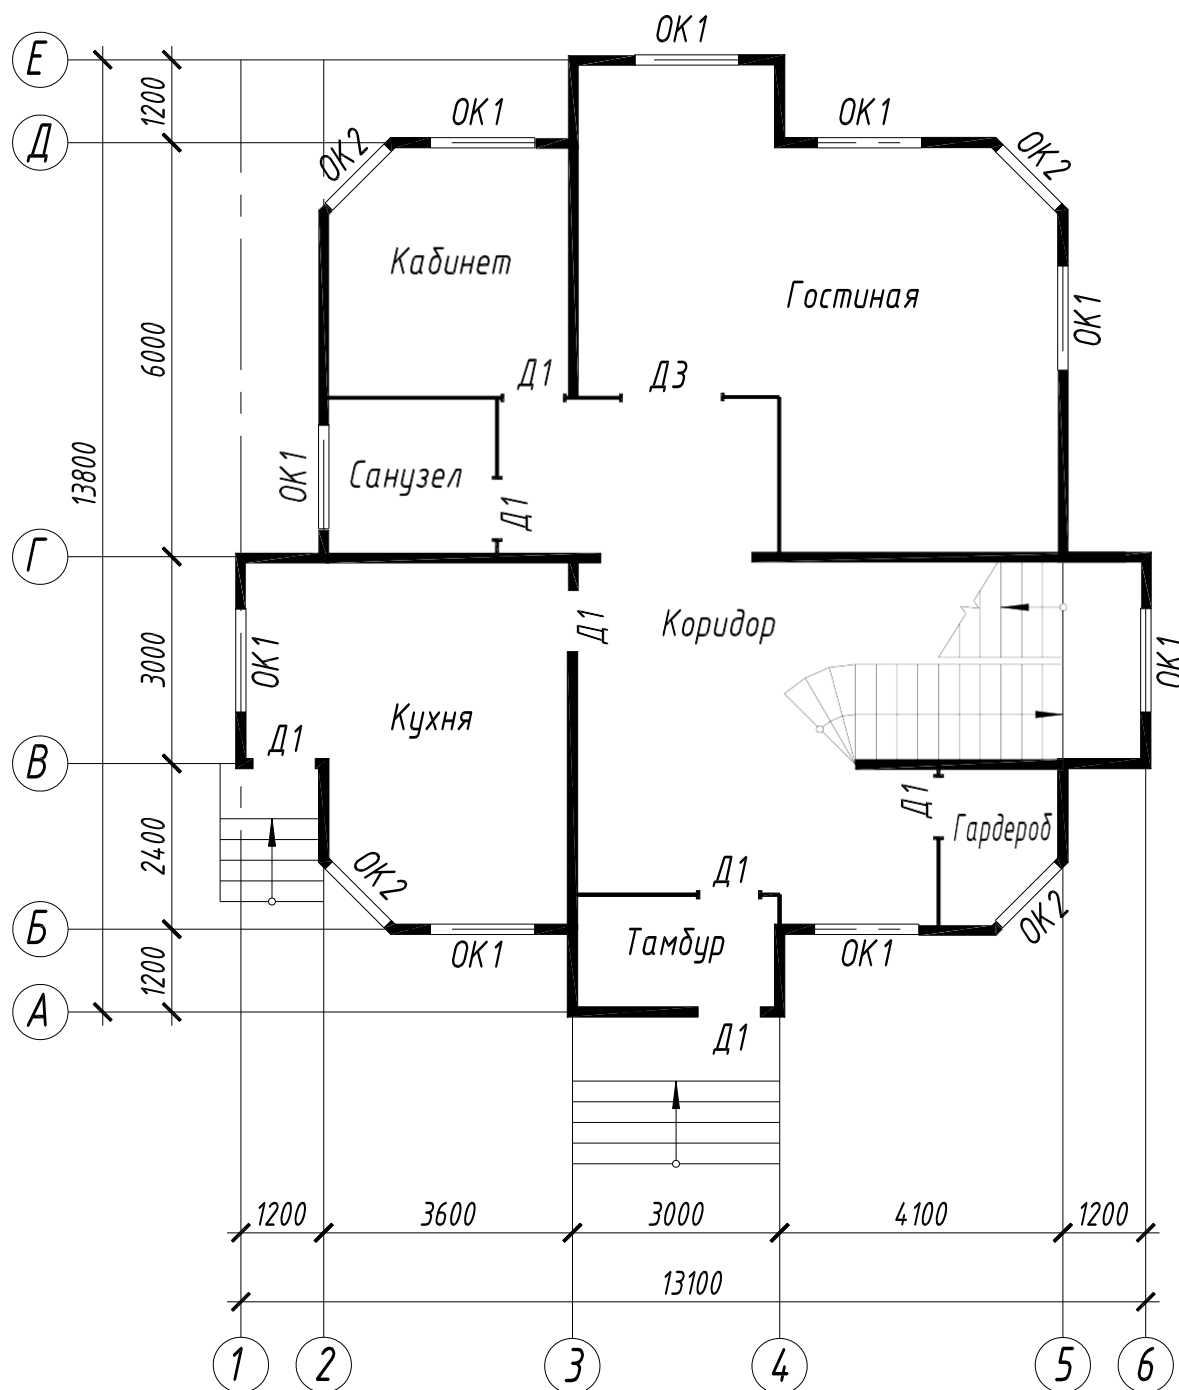 ОК1
Е
1200
ОК1
ОК1
Д
ОК2
ОК2
Кабинет
Гостиная
ОК1
6000
Д1
Д3
13800
ОК1
Санузел
Д1
Г
Коридор
Д1
3000
ОК1
ОК1
Кухня
Д1
В
Д1
Гардероб
2400
ОК2
Д1
ОК2
Б
Тамбур
ОК1
ОК1
1200
А
Д1
1200
3600
3000
4100
1200
13100
1
2
3
4
5
6